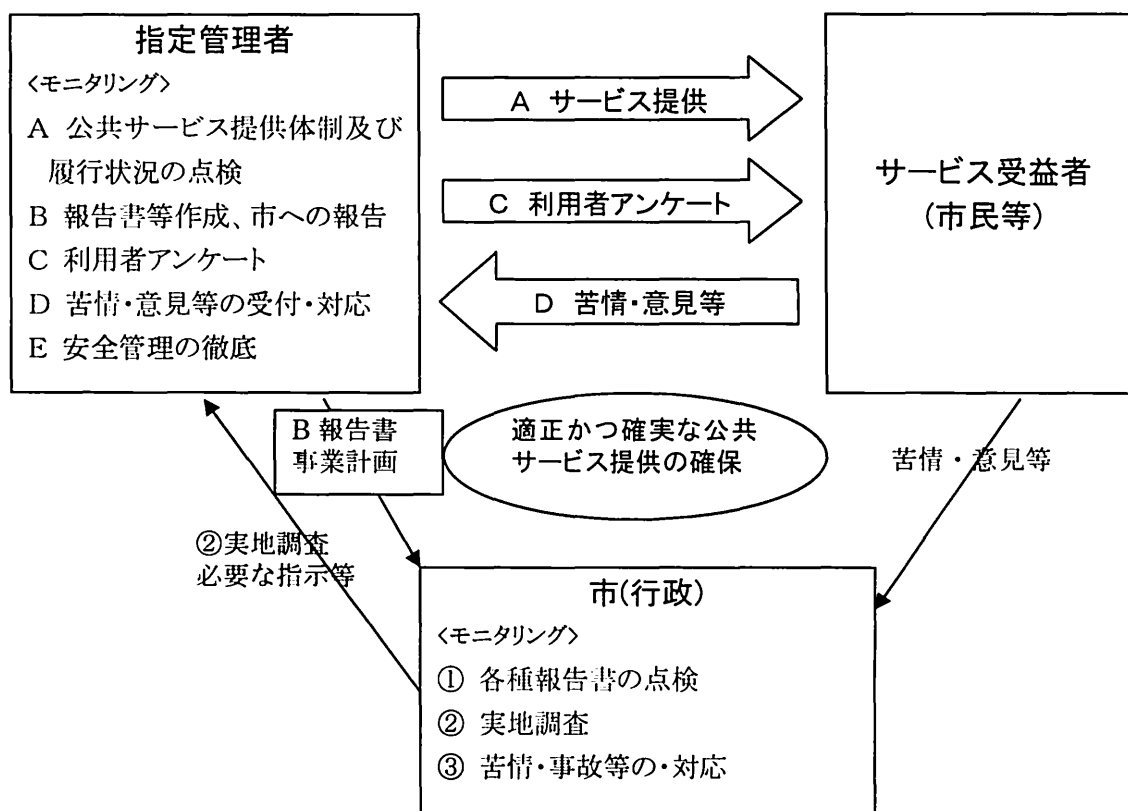 指定管理者
<モニタリング>
A 公共サービス提供体制及び
履行状況の点検
B 報告書等作成、市への報告
C 利用者アンケート
D 苦情・意見等の受付・対応
E 安全管理の徹底
A サービス提供
C 利用者アンケート
D 苦情・意見等
サービス受益者
(市民等)
B 報告書
事業計画
適正かつ確実な公共
サービス提供の確保
苦情・意見等
②実地調査
必要な指示等
市(行政)
<モニタリング>
① 各種報告書の点検
② 実地調査
③ 苦情・事故等の・対応